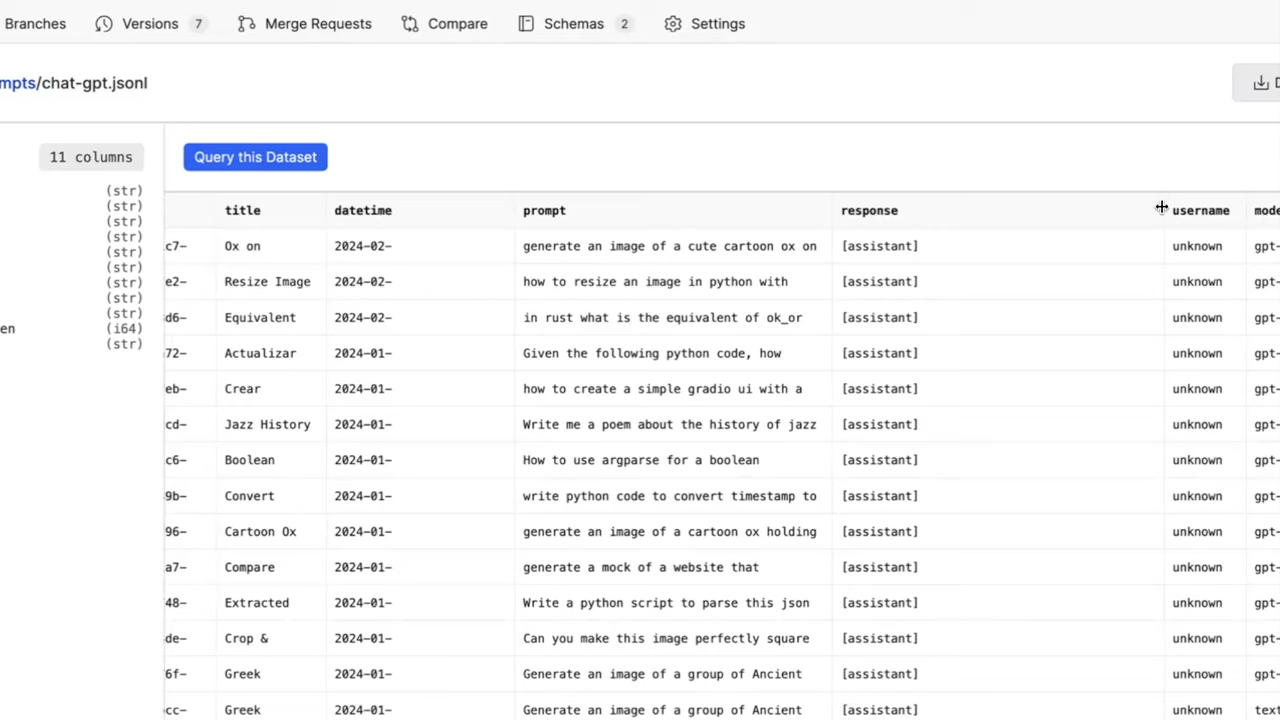 Branches Versions 7 Merge Requests Compare Schemas 2 Settings
mpts/chat-gpt.jsonl
11 columns Query this Dataset
(str)
(str)
(str)
(str)
(str)
(str)
(str)
(str)
(str)
en (i64)
(str)
title datetime prompt response username mode
c7- Ox on 2024-02- generate an image of a cute cartoon ox on [assistant] unknown gpt-
e2- Resize Image 2024-02- how to resize an image in python with [assistant] unknown gpt-
d6- Equivalent 2024-02- in rust what is the equivalent of ok_or [assistant] unknown gpt-
72- Actualizar 2024-01- Given the following python code, how [assistant] unknown gpt-
eb- Crear 2024-01- how to create a simple gradio ui with a [assistant] unknown gpt-
cd- Jazz History 2024-01- Write me a poem about the history of jazz [assistant] unknown gpt-
c6- Boolean 2024-01- How to use argparse for a boolean [assistant] unknown gpt-
9b- Convert 2024-01- write python code to convert timestamp to [assistant] unknown gpt-
96- Cartoon Ox 2024-01- generate an image of a cartoon ox holding [assistant] unknown gpt-
a7- Compare 2024-01- generate a mock of a website that [assistant] unknown gpt-
48- Extracted 2024-01- Write a python script to parse this json [assistant] unknown gpt-
de- Crop & 2024-01- Can you make this image perfectly square [assistant] unknown gpt-
6f- Greek 2024-01- Generate an image of a group of Ancient [assistant] unknown gpt-
cc- Greek 2024-01- Generate an image of a group of Ancient [assistant] unknown text